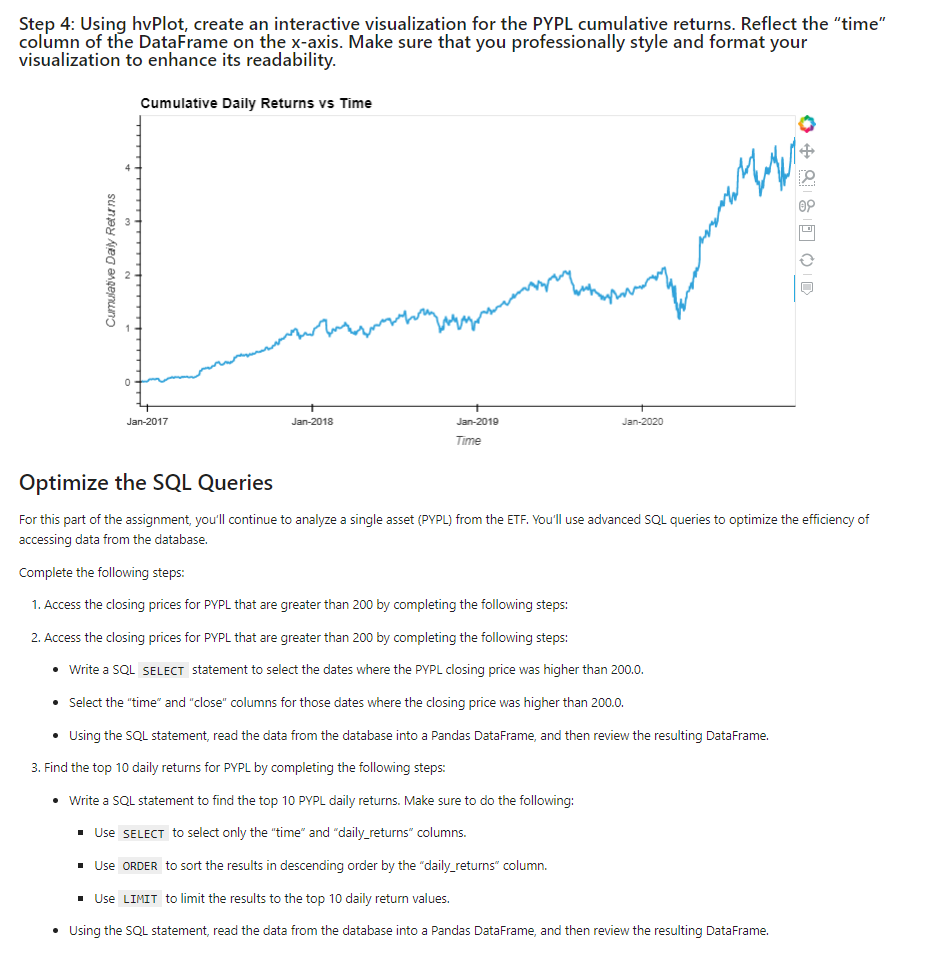 Step 4: Using hvPlot, create an interactive visualization for the PYPL cumulative returns. Reflect the “time”
column of the DataFrame on the x-axis. Make sure that you professionally style and format your
visualization to enhance its readability.
Cumulative Daily Returns vs Time
Cumulative Daily Returns
4
3
2
1
0
Jan-2017
Jan-2018
Jan-2019
Jan-2020
Time
Optimize the SQL Queries
For this part of the assignment, you’ll continue to analyze a single asset (PYPL) from the ETF. You’ll use advanced SQL queries to optimize the efficiency of
accessing data from the database.
Complete the following steps:
1. Access the closing prices for PYPL that are greater than 200 by completing the following steps:
2. Access the closing prices for PYPL that are greater than 200 by completing the following steps:
• Write a SQL SELECT statement to select the dates where the PYPL closing price was higher than 200.0.
• Select the “time” and “close” columns for those dates where the closing price was higher than 200.0.
• Using the SQL statement, read the data from the database into a Pandas DataFrame, and then review the resulting DataFrame.
3. Find the top 10 daily returns for PYPL by completing the following steps:
• Write a SQL statement to find the top 10 PYPL daily returns. Make sure to do the following:
▪ Use SELECT to select only the “time” and “daily_returns” columns.
▪ Use ORDER to sort the results in descending order by the “daily_returns” column.
▪ Use LIMIT to limit the results to the top 10 daily return values.
• Using the SQL statement, read the data from the database into a Pandas DataFrame, and then review the resulting DataFrame.